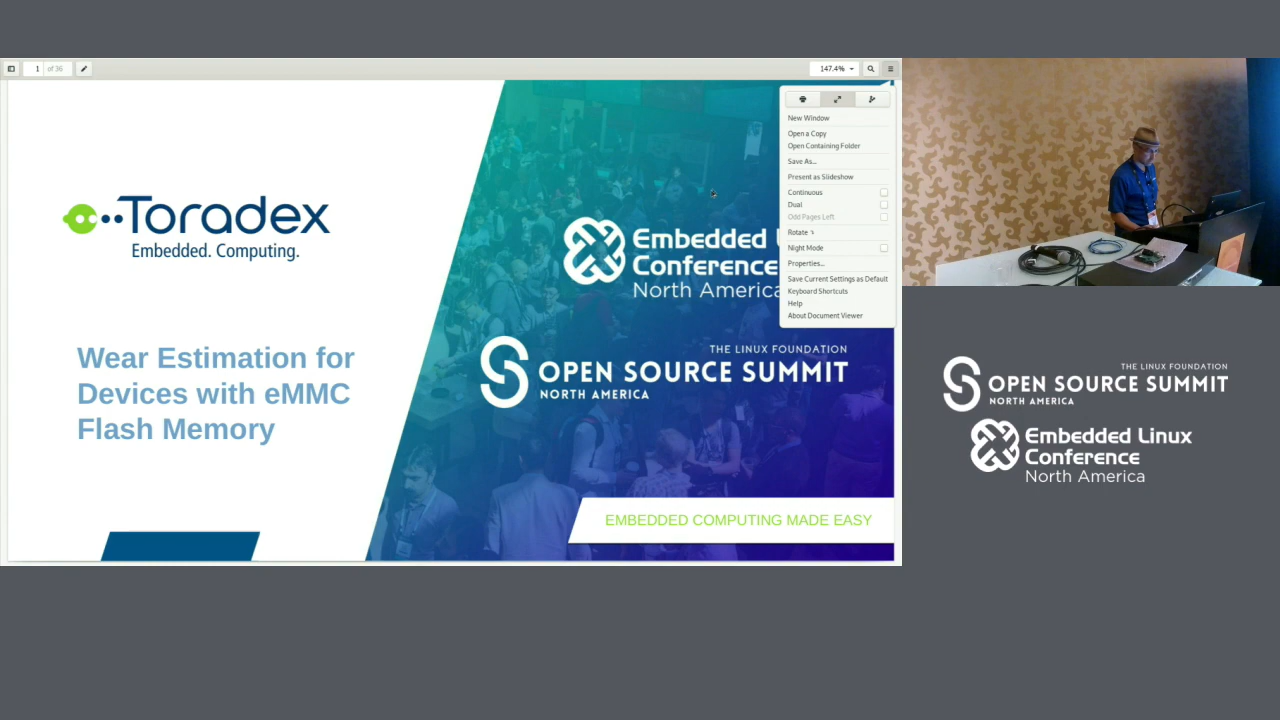 1 of 36
147.4%
Toradex
Embedded. Computing.
Wear Estimation for
Devices with eMMC
Flash Memory
Embedded
Conference
North America
THE LINUX FOUNDATION
OPEN SOURCE SUMMIT
NORTH AMERICA
EMBEDDED COMPUTING MADE EASY
New Window
Open a Copy
Open Containing Folder
Save As...
Present as Slideshow
Continuous
Dual
Odd Pages Left
Rotate
Night Mode
Properties...
Save Current Settings as Default
Keyboard Shortcuts
Help
About Document Viewer
THE LINUX FOUNDATION
OPEN SOURCE SUMMIT
NORTH AMERICA
Embedded Linux
Conference
North America